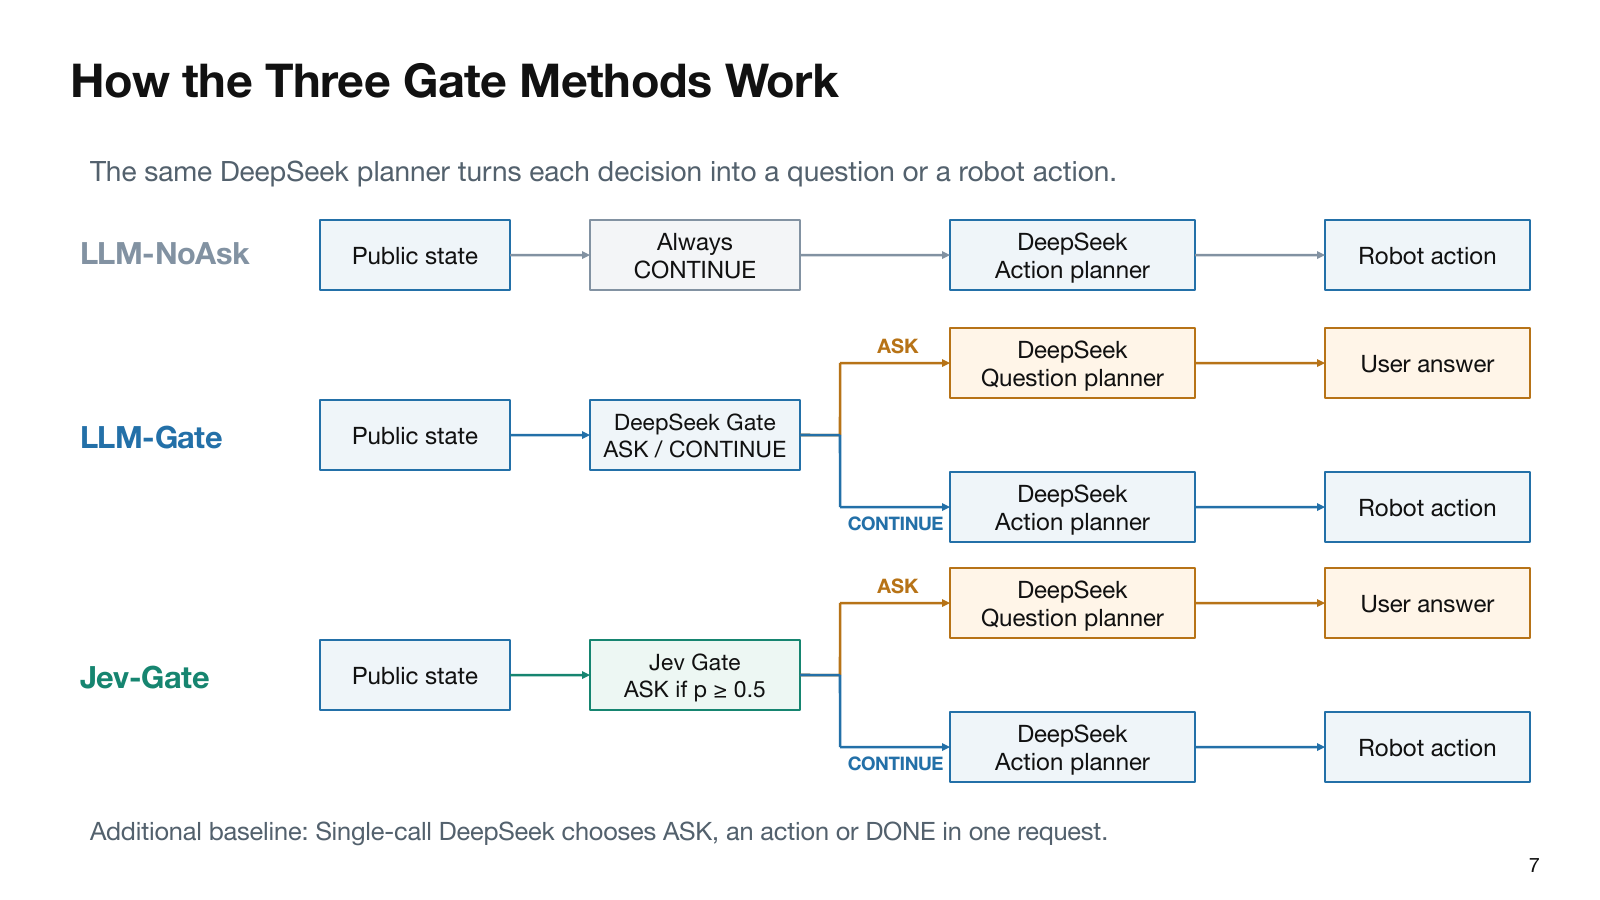 How the Three Gate Methods Work
The same DeepSeek planner turns each decision into a question or a robot action.
LLM-NoAsk
Public state
Always
CONTINUE
DeepSeek
Action planner
Robot action
LLM-Gate
Public state
DeepSeek Gate
ASK / CONTINUE
ASK
DeepSeek
Question planner
User answer
CONTINUE
DeepSeek
Action planner
Robot action
Jev-Gate
Public state
Jev Gate
ASK if p ≥ 0.5
ASK
DeepSeek
Question planner
User answer
CONTINUE
DeepSeek
Action planner
Robot action
Additional baseline: Single-call DeepSeek chooses ASK, an action or DONE in one request.
7